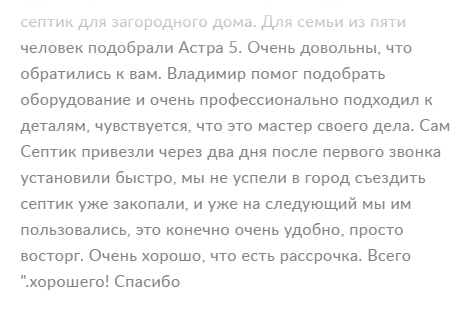 септик для загородного дома. Для семьи из пяти
человек подобрали Астра 5. Очень довольны, что
обратились к вам. Владимир помог подобрать
оборудование и очень профессионально подходил к
деталям, чувствуется, что это мастер своего дела. Сам
Септик привезли через два дня после первого звонка
установили быстро, мы не успели в город съездить
септик уже закопали, и уже на следующий мы им
пользовались, это конечно очень удобно, просто
восторг. Очень хорошо, что есть рассрочка. Всего
".хорошего! Спасибо